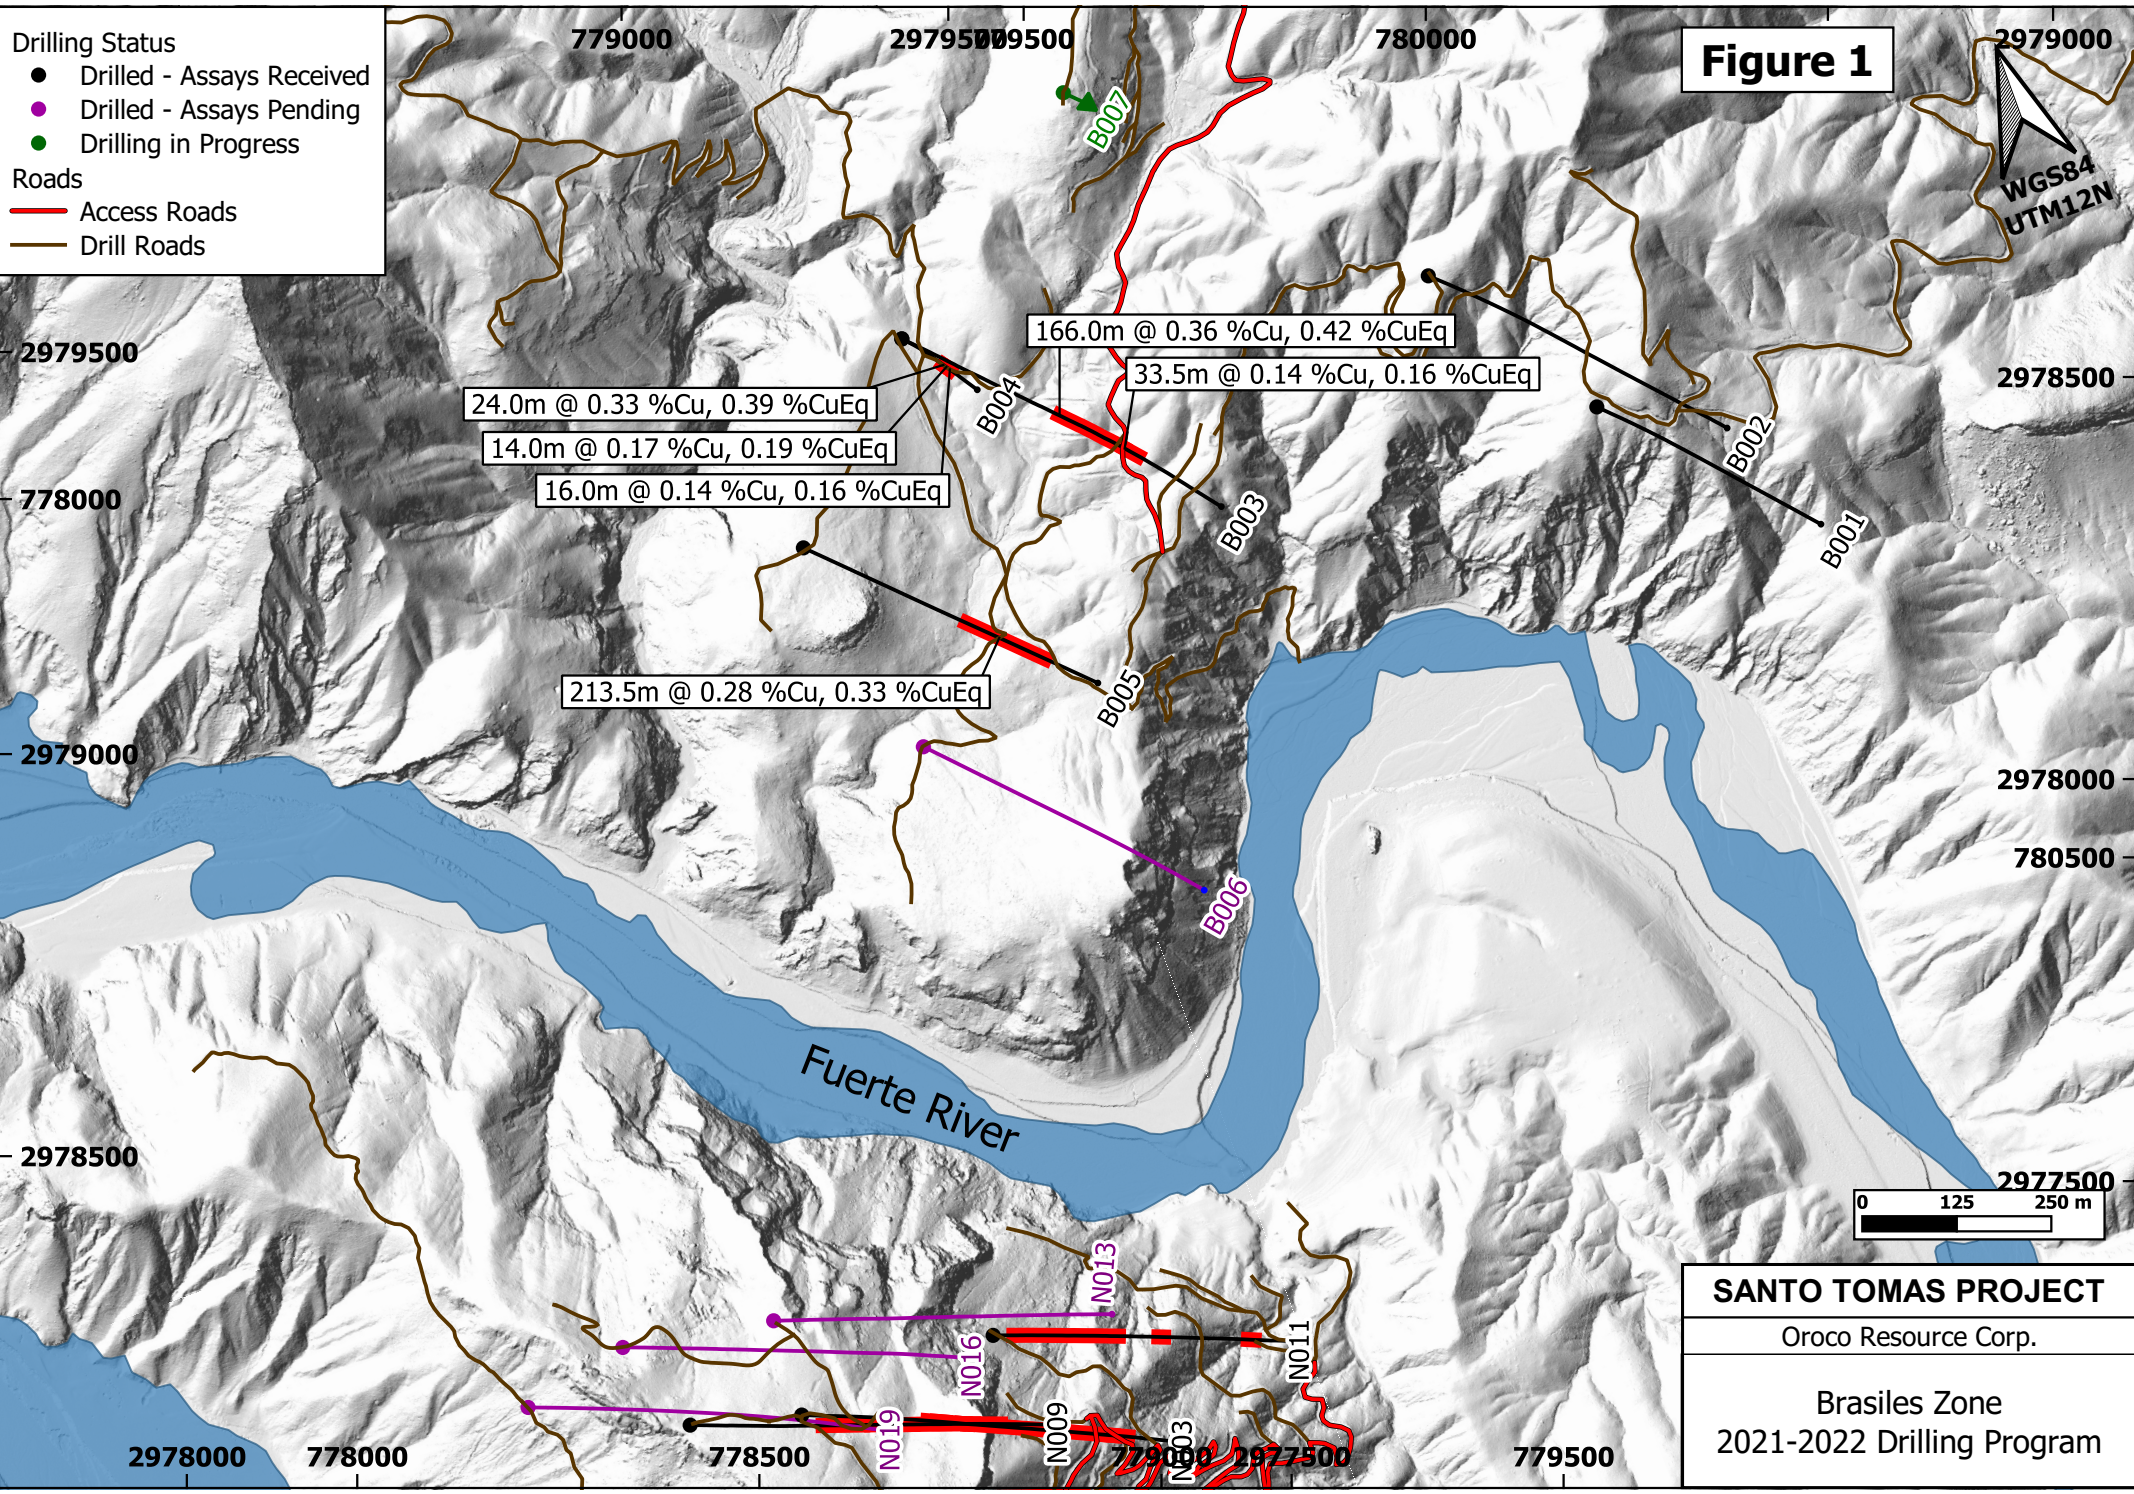 Drilling Status
Drilled - Assays Received
Drilled - Assays Pending
Drilling in Progress
Roads
Access Roads
Drill Roads
779000
2979500
779500
780000
2979000
Figure 1
WGS84
UTM12N
B007
2979500
166.0m @ 0.36 %Cu, 0.42 %CuEq
33.5m @ 0.14 %Cu, 0.16 %CuEq
2978500
24.0m @ 0.33 %Cu, 0.39 %CuEq
B004
14.0m @ 0.17 %Cu, 0.19 %CuEq
B002
16.0m @ 0.14 %Cu, 0.16 %CuEq
778000
B003
B001
213.5m @ 0.28 %Cu, 0.33 %CuEq
B005
2979000
2978000
780500
B006
Fuerte River
2978500
2977500
0 125 250 m
N013
N016
N011
N019
N009
N003
2978000
778000
778500
779000
2977500
779500
SANTO TOMAS PROJECT
Oroco Resource Corp.
Brasiles Zone
2021-2022 Drilling Program